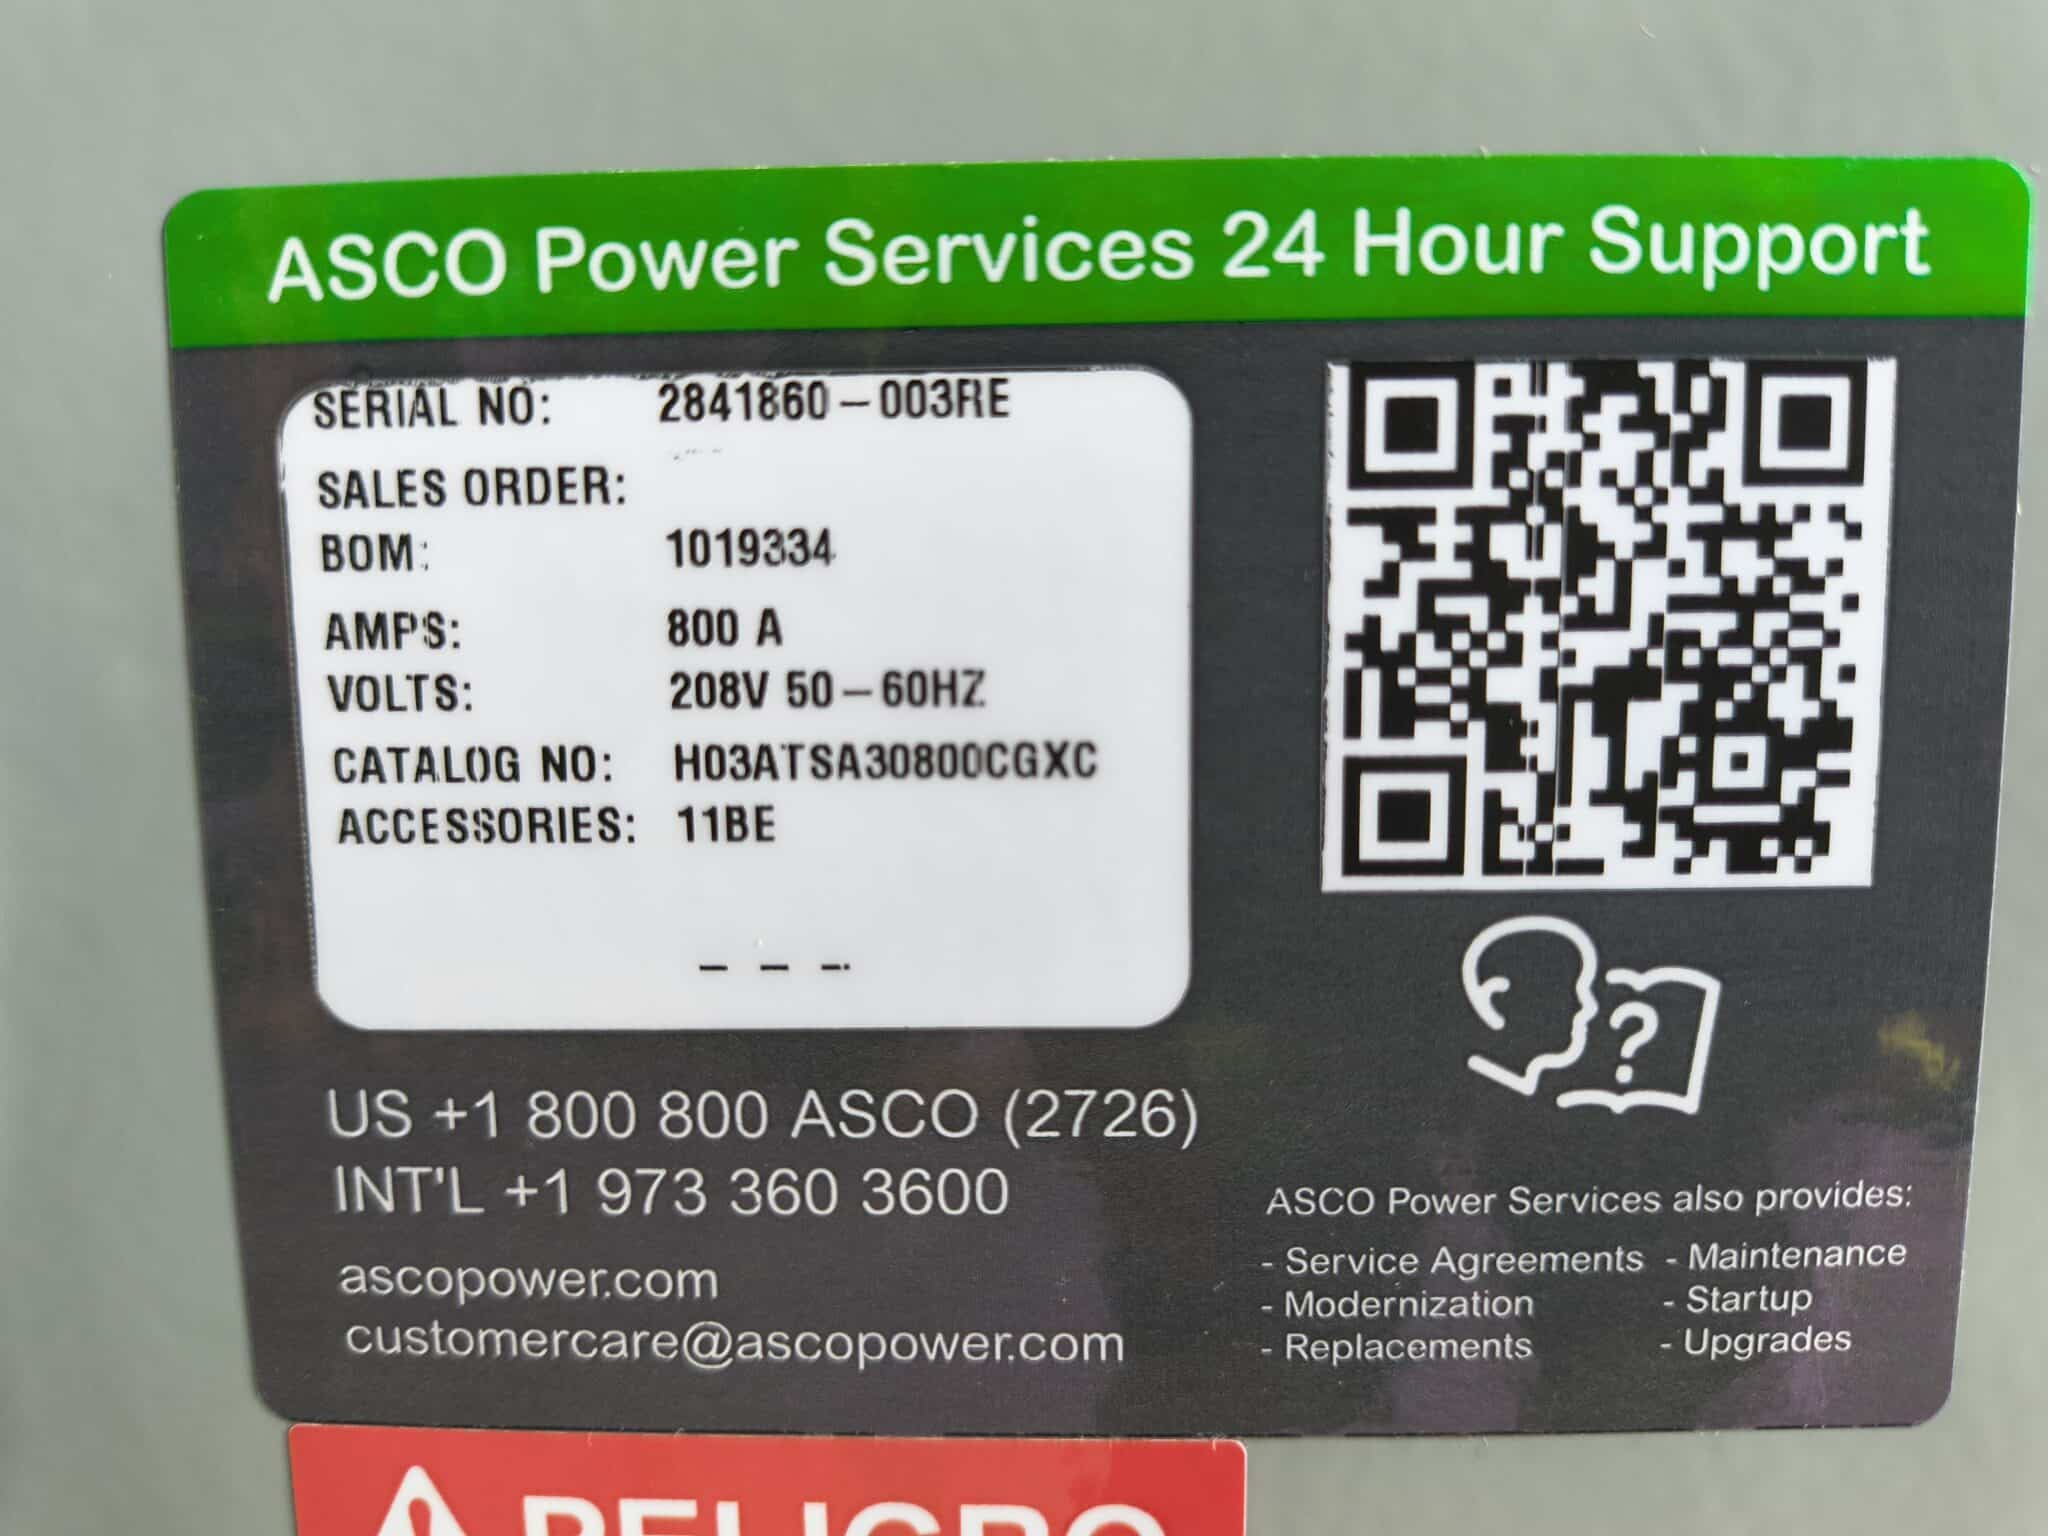 ASCO Power Services 24 Hour Support
SERIAL NO: 2841860-003RE
SALES ORDER:
BOM: 1019334
AMPS: 800 A
VOLTS: 208V 50-60HZ
CATALOG NO: H03ATSA30800CGXC
ACCESSORIES: 11BE
- - -
US +1 800 800 ASCO (2726)
INT'L +1 973 360 3600
ascopower.com
customercare@ascopower.com
?
ASCO Power Services also provides:
- Service Agreements - Maintenance
- Modernization - Startup
- Replacements - Upgrades
PELIGRO